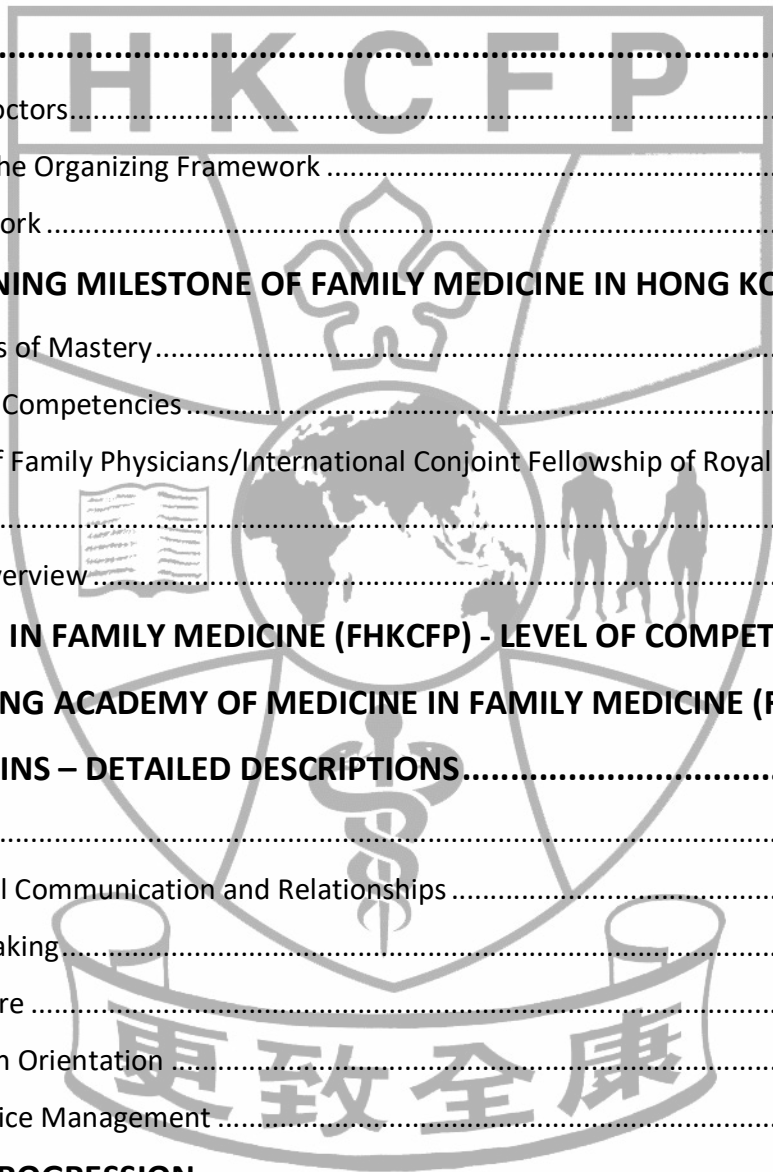 H K C F P
octors
he Organizing Framework
ork
NING MILESTONE OF FAMILY MEDICINE IN HONG KO
s of Mastery
Competencies
f Family Physicians/International Conjoint Fellowship of Royal
verview
IN FAMILY MEDICINE (FHKCFP) - LEVEL OF COMPET
NG ACADEMY OF MEDICINE IN FAMILY MEDICINE (F
INS – DETAILED DESCRIPTIONS
l Communication and Relationships
aking
re
n Orientation
ice Management
ROGRESSION
更致全康